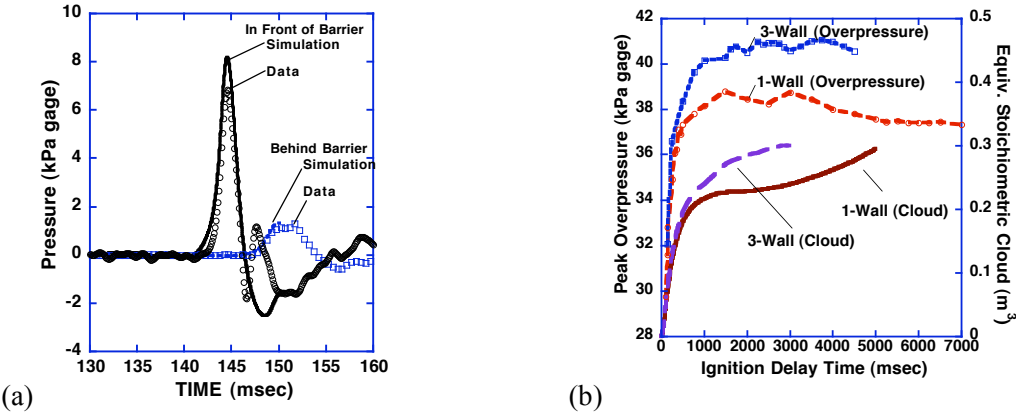 10
8
6
4
2
0
-2
-4
Pressure (kPa gage)
In Front of Barrier
Simulation
Data
Behind Barrier
Simulation
Data
130 135 140 145 150 155 160
TIME (msec)
(a)
42
40
38
36
34
32
30
28
Peak Overpressure (kPa gage)
3-Wall (Overpressure)
1-Wall (Overpressure)
1-Wall (Cloud)
3-Wall (Cloud)
0.5
0.4
0.3
0.2
0.1
0
Equiv. Stoichiometric Cloud (m³)
0 1000 2000 3000 4000 5000 6000 7000
Ignition Delay Time (msec)
(b)